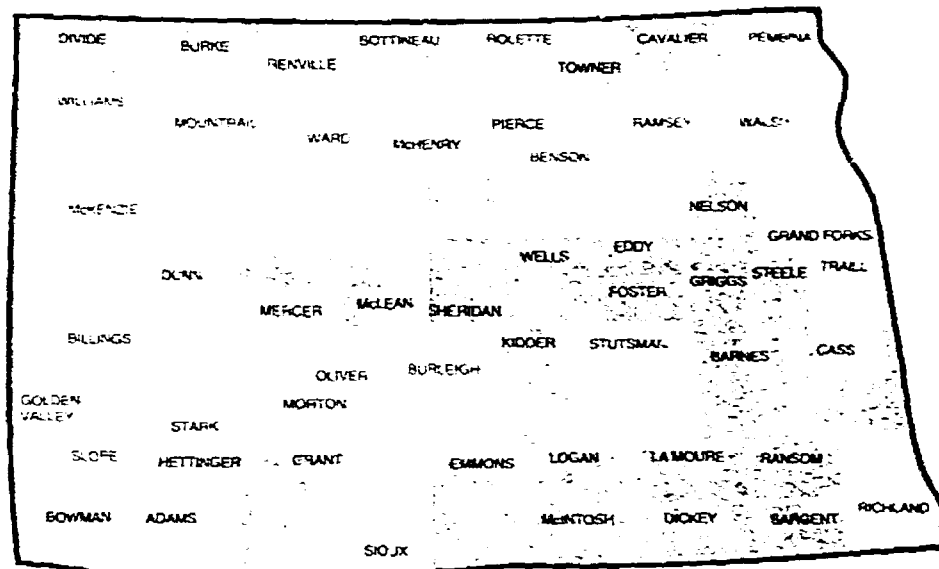 DIVIDE
BURKE
RENVILLE
BOTTINEAU
ROLETTE
TOWNER
CAVALIER
PEMBINA
WILLIAMS
MOUNTRAIL
WARD
McHENRY
PIERCE
BENSON
RAMSEY
WALSH
McKENZIE
NELSON
GRAND FORKS
DUNN
MERCER
McLEAN
SHERIDAN
WELLS
EDDY
FOSTER
GRIGGS
STEELE
TRAILL
BILLINGS
OLIVER
BURLEIGH
KIDDER
STUTSMAN
BARNES
CASS
GOLDEN
VALLEY
STARK
MORTON
SLOPE
HETTINGER
GRANT
EMMONS
LOGAN
LA MOURE
RANSOM
BOWMAN
ADAMS
SIOUX
McINTOSH
DICKEY
SARGENT
RICHLAND